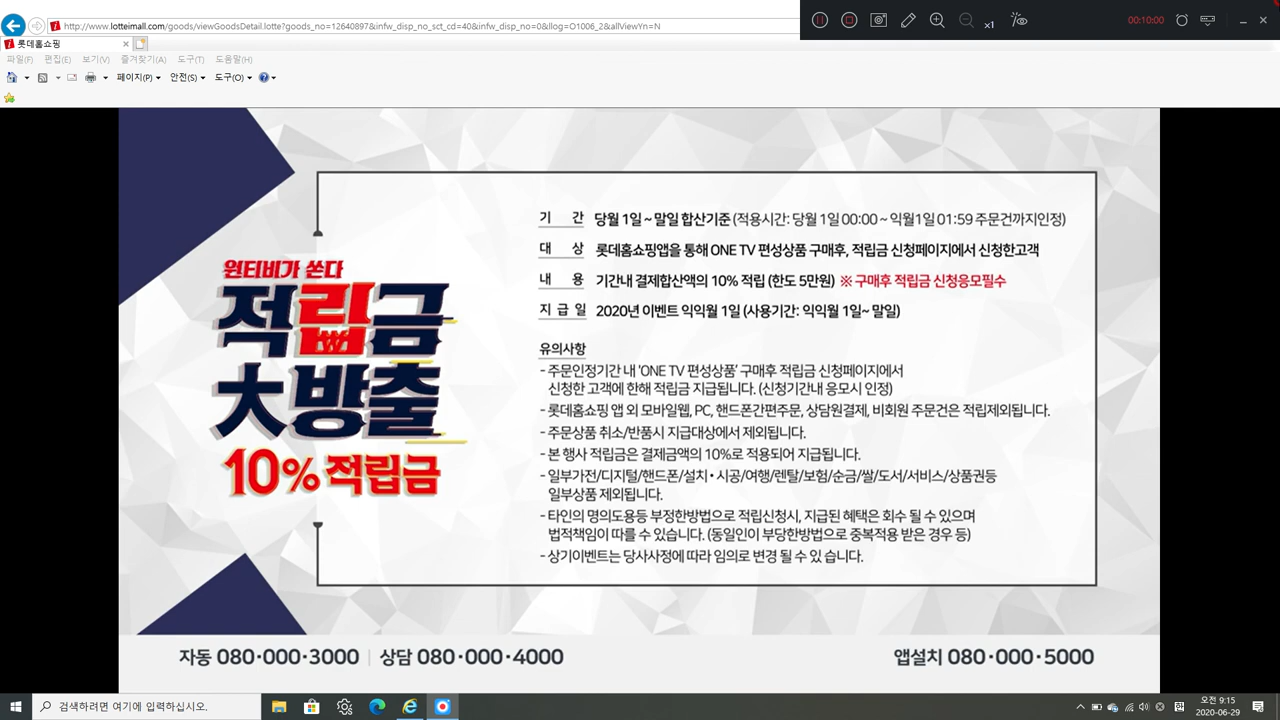 http://www.lotteimall.com/goods/viewGoodsDetail.lotte?goods_no=12640897&infw_disp_no_sct_cd=40&infw_disp_no=0&llog=O1006_2&allViewYn=N
x1
00:10:00
롯데홈쇼핑
파일(F) 편집(E) 보기(V) 즐겨찾기(A) 도구(T) 도움말(H)
페이지(P) 안전(S) 도구(O)
원티비가 쏜다
적립금
大방출
10% 적립금
기 간 당월 1일 ~ 말일 합산기준 (적용시간: 당월 1일 00:00 ~ 익월1일 01:59 주문건까지인정)
대 상 롯데홈쇼핑앱을 통해 ONE TV 편성상품 구매후, 적립금 신청페이지에서 신청한고객
내 용 기간내 결제합산액의 10% 적립 (한도 5만원) ※ 구매후 적립금 신청응모필수
지 급 일 2020년 이벤트 익익월 1일 (사용기간: 익익월 1일~ 말일)
유의사항
- 주문인정기간 내 'ONE TV 편성상품' 구매후 적립금 신청페이지에서
신청한 고객에 한해 적립금 지급됩니다. (신청기간내 응모시 인정)
- 롯데홈쇼핑 앱 외 모바일웹, PC, 핸드폰간편주문, 상담원결제, 비회원 주문건은 적립제외됩니다.
- 주문상품 취소/반품시 지급대상에서 제외됩니다.
- 본 행사 적립금은 결제금액의 10%로 적용되어 지급됩니다.
- 일부가전/디지털/핸드폰/설치·시공/여행/렌탈/보험/순금/쌀/도서/서비스/상품권등
일부상품 제외됩니다.
- 타인의 명의도용등 부정한방법으로 적립신청시, 지급된 혜택은 회수 될 수 있으며
법적책임이 따를 수 있습니다. (동일인이 부당한방법으로 중복적용 받은 경우 등)
- 상기이벤트는 당사사정에 따라 임의로 변경 될 수 있 습니다.
자동 080·000·3000 | 상담 080·000·4000
앱설치 080·000·5000
검색하려면 여기에 입력하십시오.
오전 9:15
2020-06-29